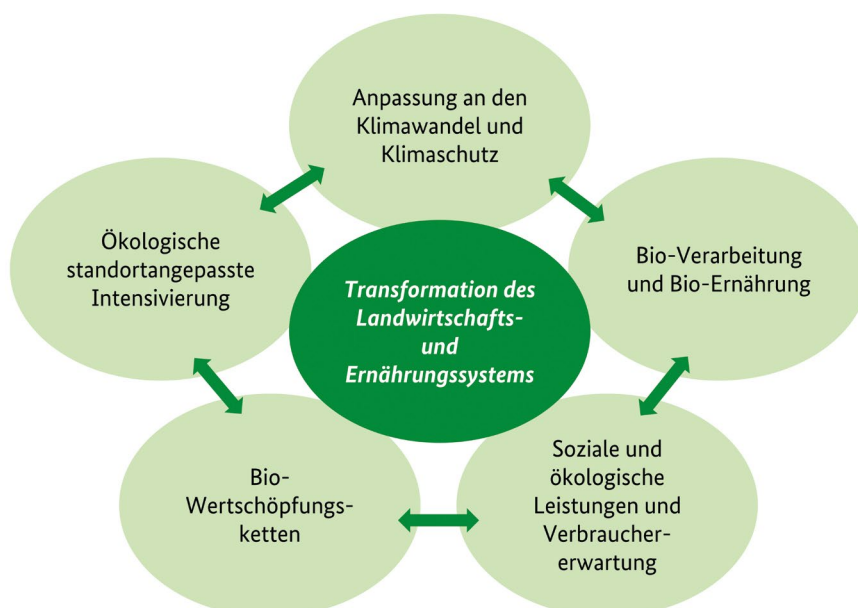 Anpassung an den
Klimawandel und
Klimaschutz
Ökologische
standortangepasste
Intensivierung
Bio-Verarbeitung
und Bio-Ernährung
Transformation des
Landwirtschafts-
und
Ernährungssystems
Bio-
Wertschöpfungs-
ketten
Soziale und
ökologische
Leistungen und
Verbraucher-
erwartung